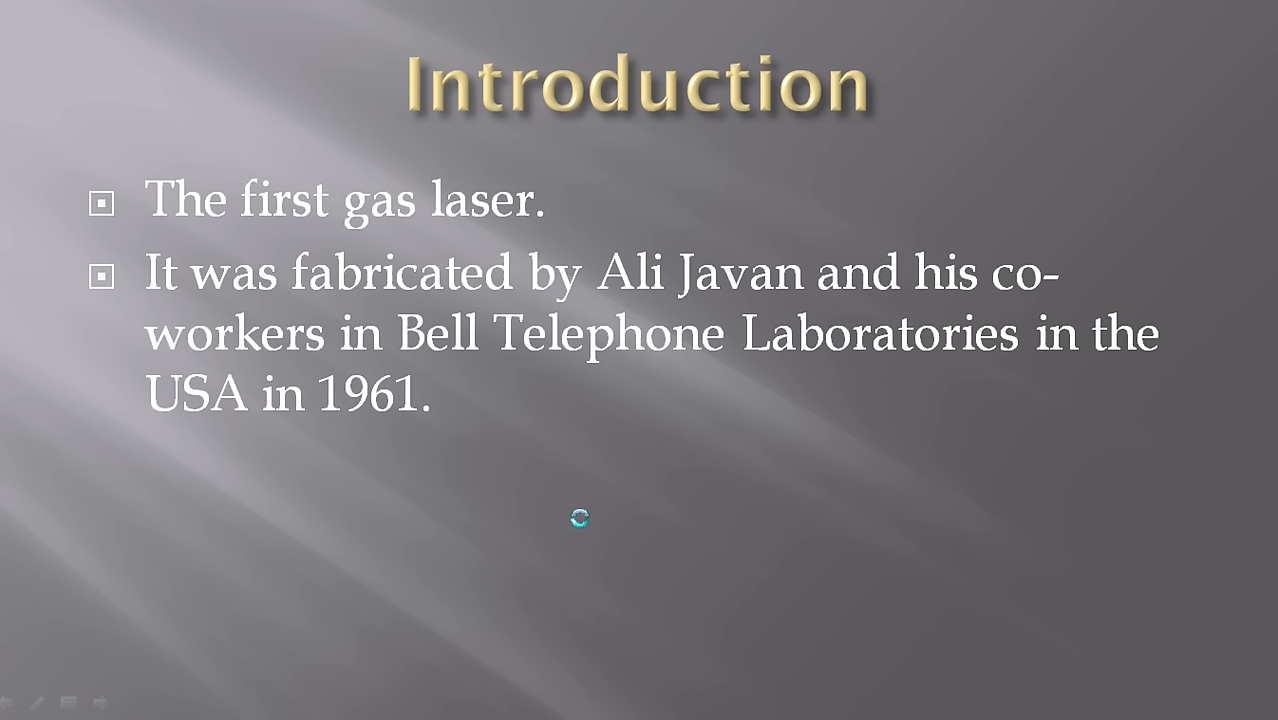 Introduction
The first gas laser.
It was fabricated by Ali Javan and his co-
workers in Bell Telephone Laboratories in the
USA in 1961.